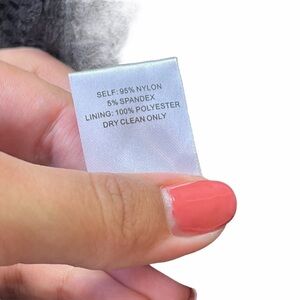 SELF: 95% NYLON
5% SPANDEX
LINING: 100% POLYESTER
DRY CLEAN ONLY